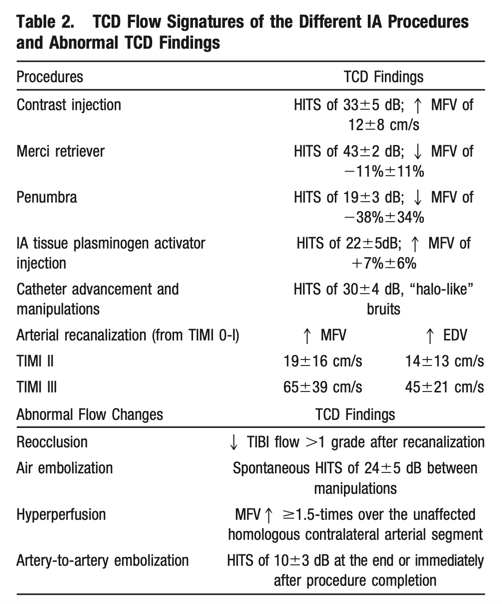 Table 2. TCD Flow Signatures of the Different IA Procedures
and Abnormal TCD Findings
Procedures TCD Findings
Contrast injection HITS of 33±5 dB; ↑ MFV of
12±8 cm/s
Merci retriever HITS of 43±2 dB; ↓ MFV of
−11%±11%
Penumbra HITS of 19±3 dB; ↓ MFV of
−38%±34%
IA tissue plasminogen activator HITS of 22±5dB; ↑ MFV of
injection +7%±6%
Catheter advancement and HITS of 30±4 dB, “halo-like”
manipulations bruits
Arterial recanalization (from TIMI 0-I) ↑ MFV ↑ EDV
TIMI II 19±16 cm/s 14±13 cm/s
TIMI III 65±39 cm/s 45±21 cm/s
Abnormal Flow Changes TCD Findings
Reocclusion ↓ TIBI flow >1 grade after recanalization
Air embolization Spontaneous HITS of 24±5 dB between
manipulations
Hyperperfusion MFV↑ ≥1.5-times over the unaffected
homologous contralateral arterial segment
Artery-to-artery embolization HITS of 10±3 dB at the end or immediately
after procedure completion